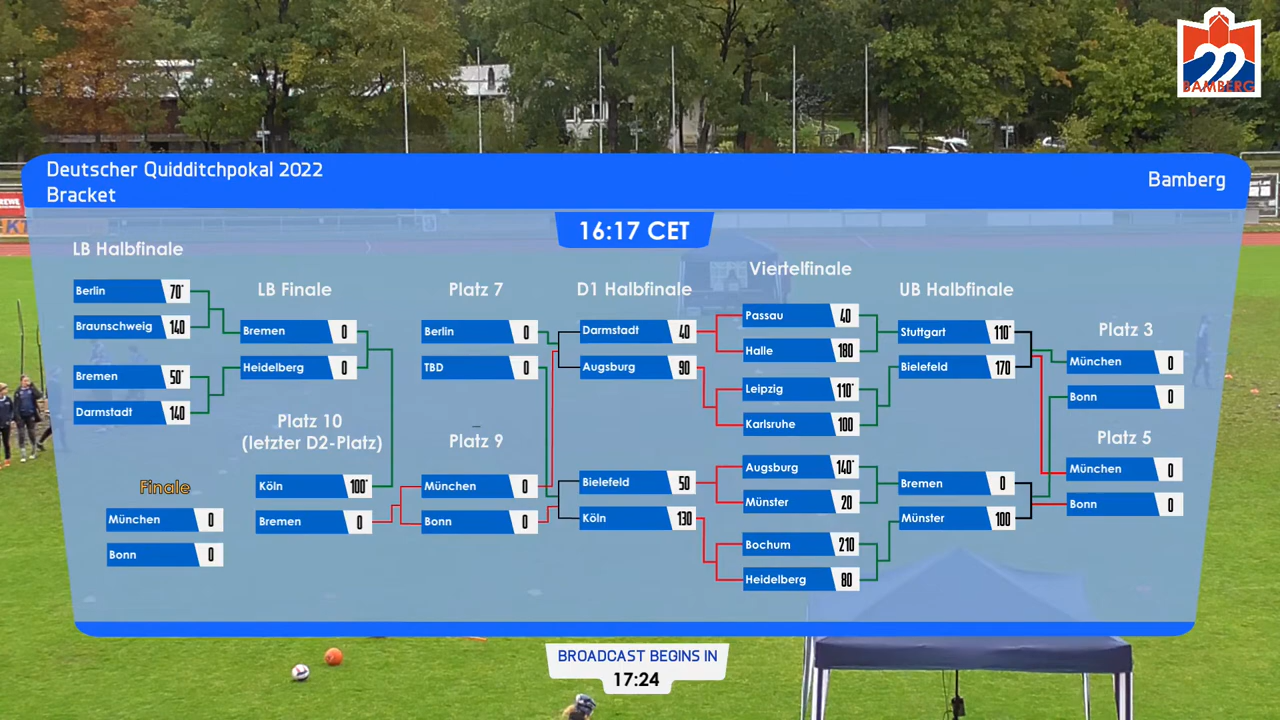 BAMBERG
Deutscher Quidditchpokal 2022
Bracket
Bamberg
16:17 CET
LB Halbfinale
Berlin 70*
Braunschweig 140
Bremen 50*
Darmstadt 140
Finale
München 0
Bonn 0
LB Finale
Bremen 0
Heidelberg 0
Platz 10
(letzter D2-Platz)
Köln 100*
Bremen 0
Platz 7
Berlin 0
TBD 0
Platz 9
München 0
Bonn 0
D1 Halbfinale
Darmstadt 40
Augsburg 90
Bielefeld 50
Köln 130
Viertelfinale
Passau 40
Halle 180
Leipzig 110*
Karlsruhe 100
Augsburg 140*
Münster 20
Bochum 210
Heidelberg 80
UB Halbfinale
Stuttgart 110*
Bielefeld 170
Bremen 0
Münster 100
Platz 3
München 0
Bonn 0
Platz 5
München 0
Bonn 0
BROADCAST BEGINS IN
17:24